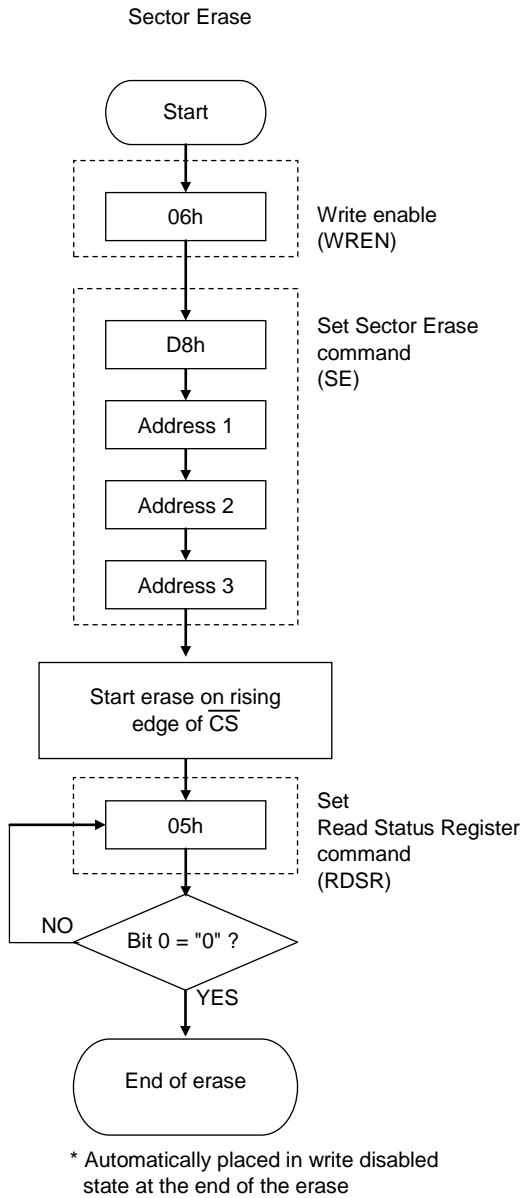 Sector Erase
Start
06h
Write enable
(WREN)
D8h
Set Sector Erase
command
(SE)
Address 1
Address 2
Address 3
Start erase on rising
edge of C̅S̅
05h
Set
Read Status Register
command
(RDSR)
NO
Bit 0 = "0" ?
YES
End of erase
* Automatically placed in write disabled
state at the end of the erase